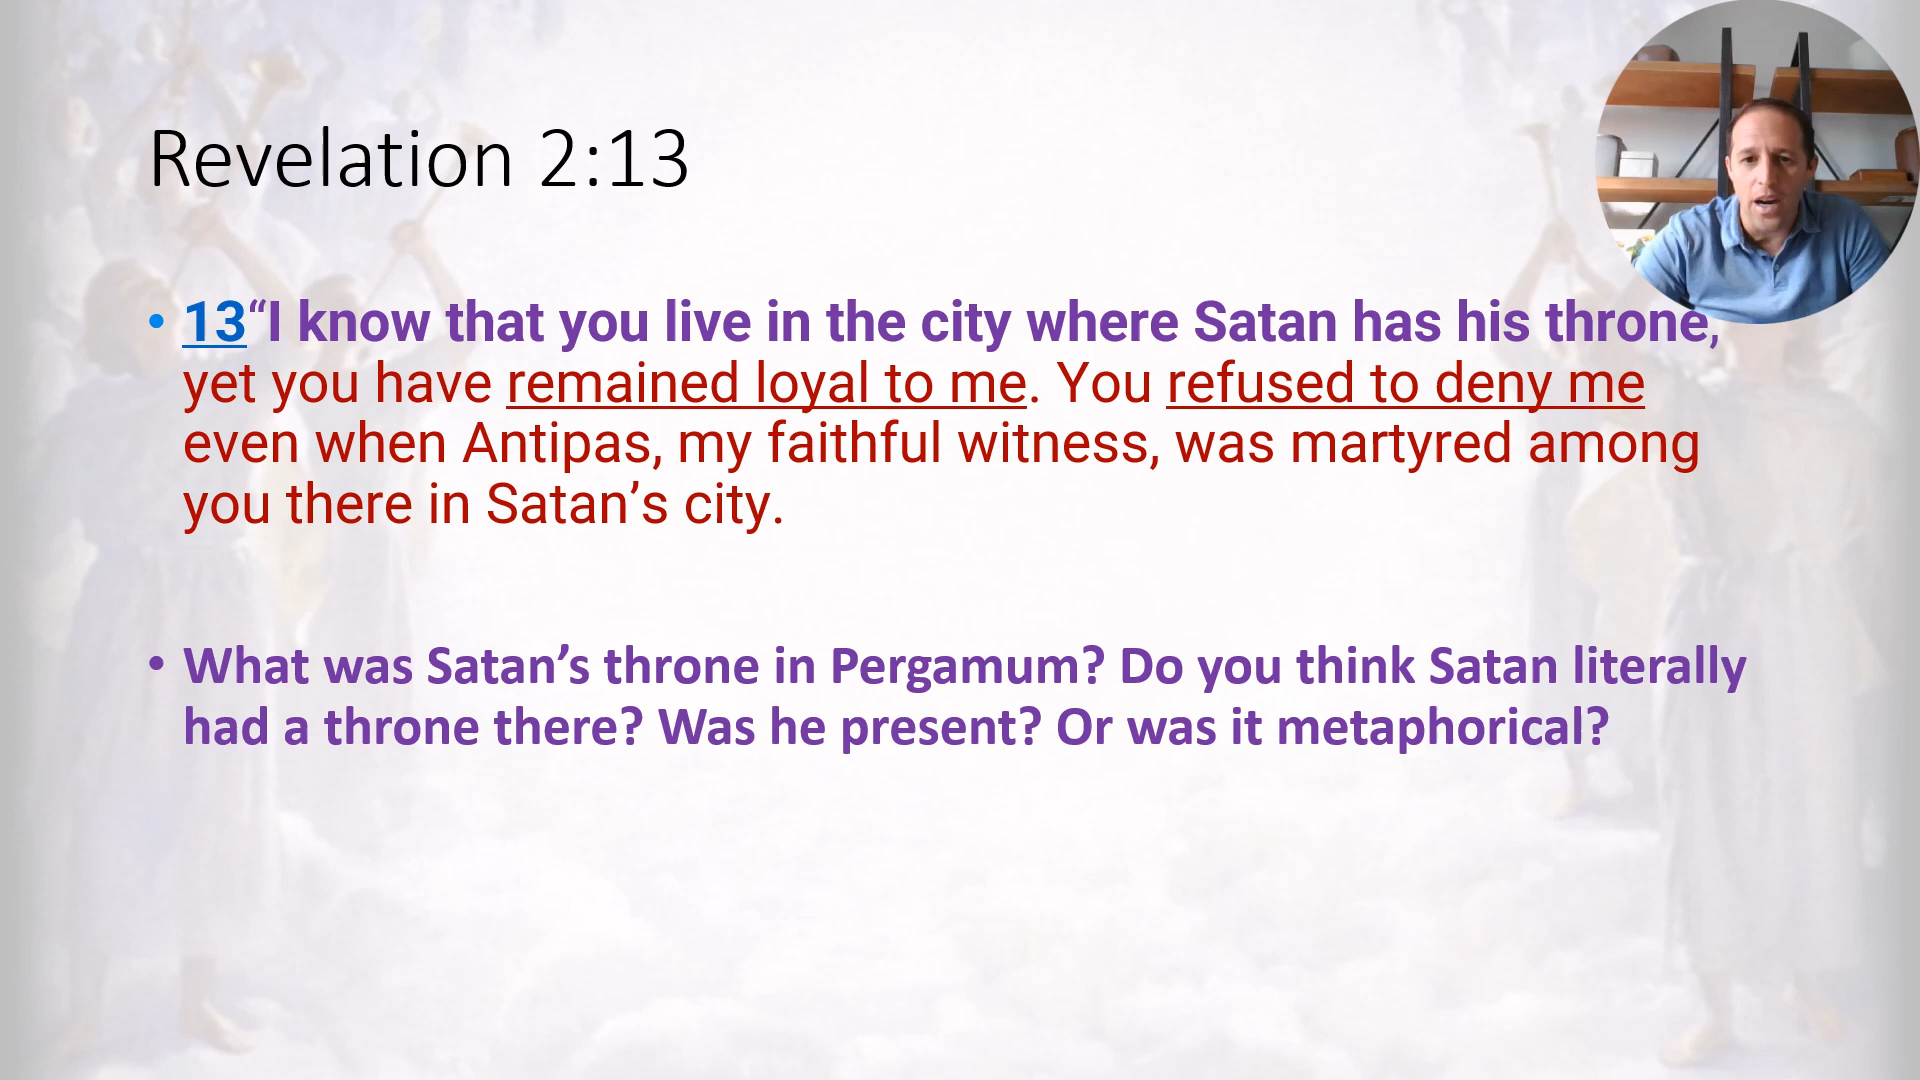 Revelation 2:13
• 13“I know that you live in the city where Satan has his throne,
yet you have remained loyal to me. You refused to deny me
even when Antipas, my faithful witness, was martyred among
you there in Satan’s city.
• What was Satan’s throne in Pergamum? Do you think Satan literally
had a throne there? Was he present? Or was it metaphorical?